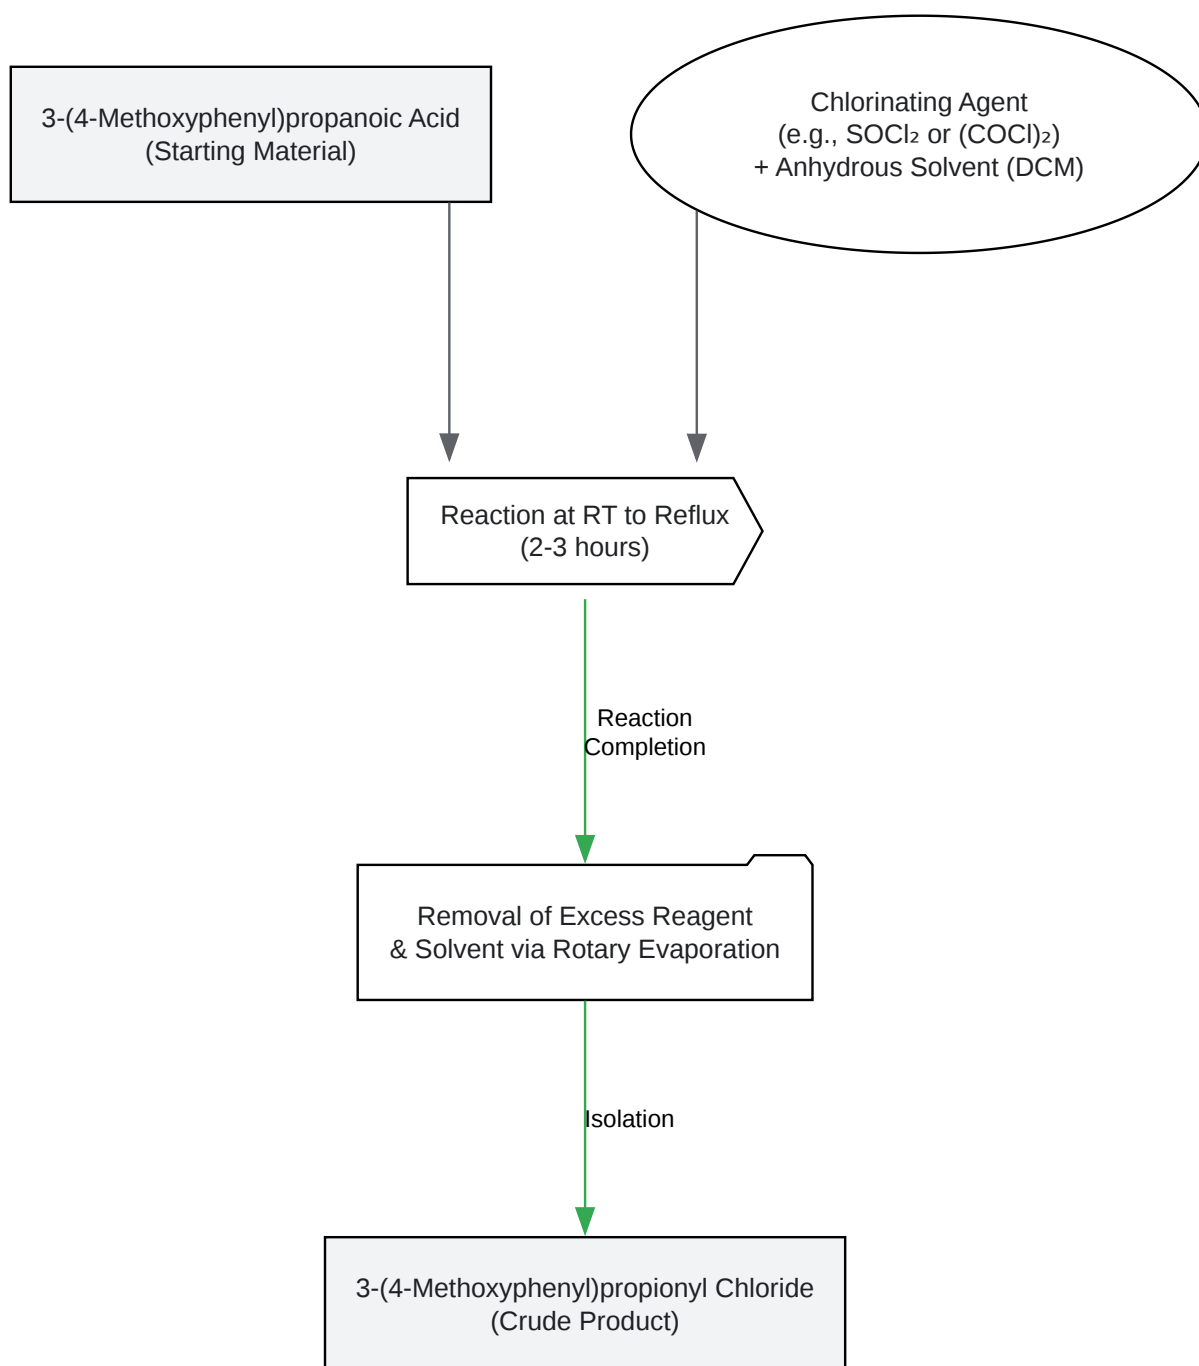 3-(4-Methoxyphenyl)propanoic Acid
(Starting Material)
Chlorinating Agent
(e.g., SOCl₂ or (COCl)₂)
+ Anhydrous Solvent (DCM)
Reaction at RT to Reflux
(2-3 hours)
Reaction
Completion
Removal of Excess Reagent
& Solvent via Rotary Evaporation
Isolation
3-(4-Methoxyphenyl)propionyl Chloride
(Crude Product)